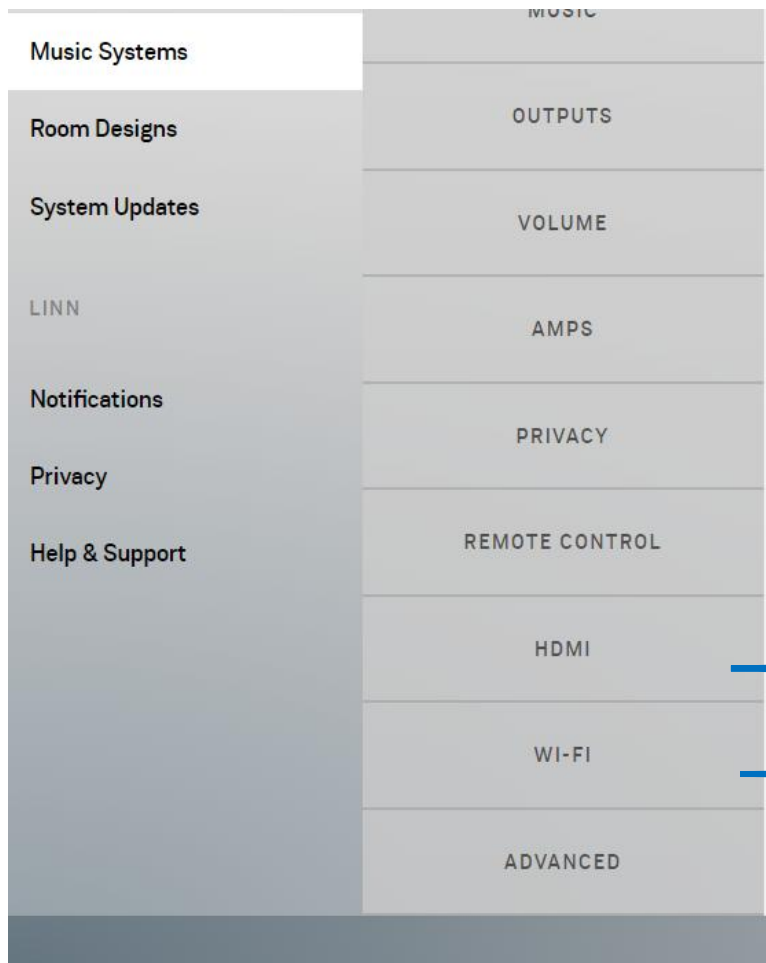 Music Systems
Room Designs
System Updates
LINN
Notifications
Privacy
Help & Support
MUSIC
OUTPUTS
VOLUME
AMPS
PRIVACY
REMOTE CONTROL
HDMI
WI-FI
ADVANCED